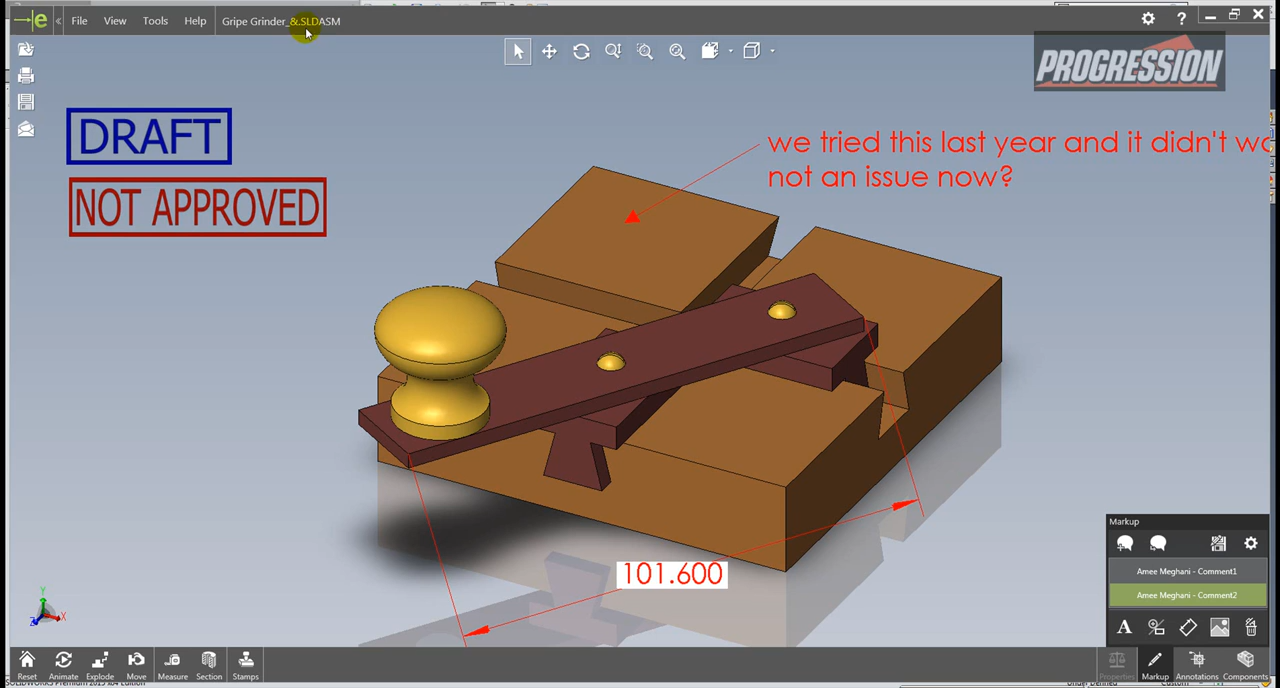 File View Tools Help Gripe Grinder_&.SLDASM
PROGRESSION
DRAFT
NOT APPROVED
we tried this last year and it didn't
not an issue now?
101.600
Y
X
Z
Markup
Amee Meghani - Comment1
Amee Meghani - Comment2
A
Reset Animate Explode Move Measure Section Stamps
Properties Markup Annotations Components